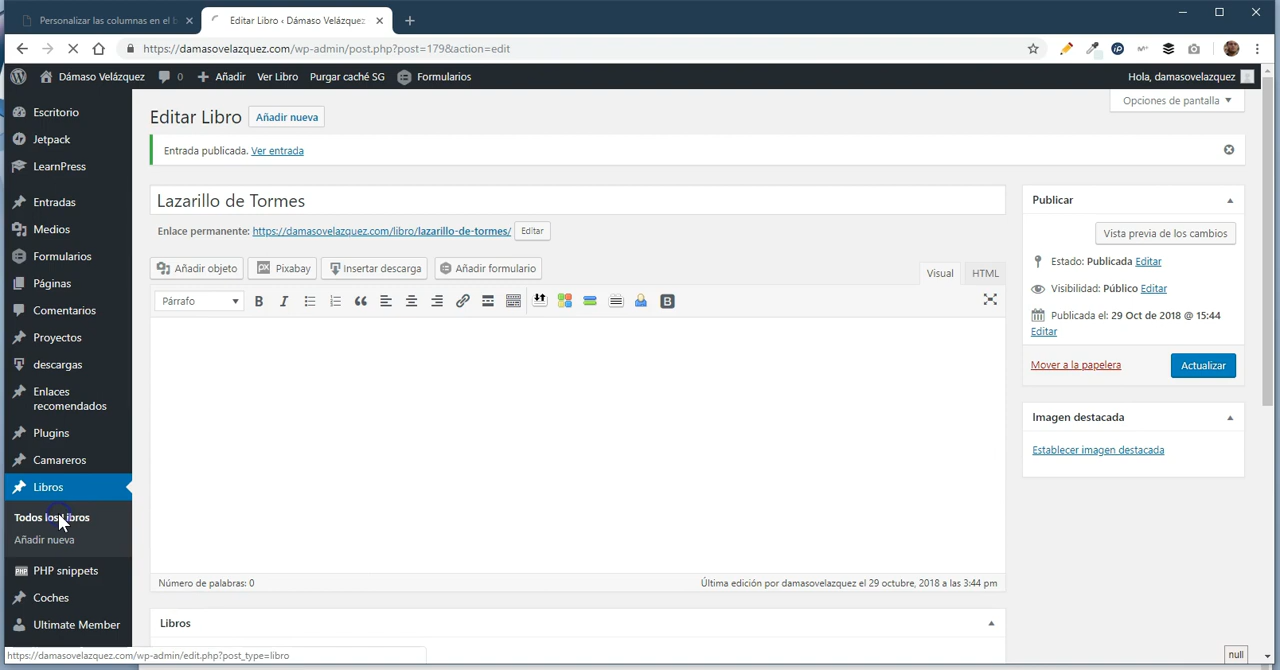 Personalizar las columnas en el b
Editar Libro ‹ Dámaso Velázquez
https://damasovelazquez.com/wp-admin/post.php?post=179&action=edit
Dámaso Velázquez 0 Añadir Ver Libro Purgar caché SG Formularios Hola, damasovelazquez
Escritorio
Jetpack
LearnPress
Entradas
Medios
Formularios
Páginas
Comentarios
Proyectos
descargas
Enlaces
recomendados
Plugins
Camareros
Libros
Todos los Libros
Añadir nueva
PHP snippets
Coches
Ultimate Member
Opciones de pantalla
Editar Libro Añadir nueva
Entrada publicada. Ver entrada
Lazarillo de Tormes
Enlace permanente: https://damasovelazquez.com/libro/lazarillo-de-tormes/ Editar
Añadir objeto Pixabay Insertar descarga Añadir formulario
Visual HTML
Párrafo B I B
Número de palabras: 0 Última edición por damasovelazquez el 29 octubre, 2018 a las 3:44 pm
Libros
Publicar
Vista previa de los cambios
Estado: Publicada Editar
Visibilidad: Público Editar
Publicada el: 29 Oct de 2018 @ 15:44
Editar
Mover a la papelera Actualizar
Imagen destacada
Establecer imagen destacada
https://damasovelazquez.com/wp-admin/edit.php?post_type=libro
null